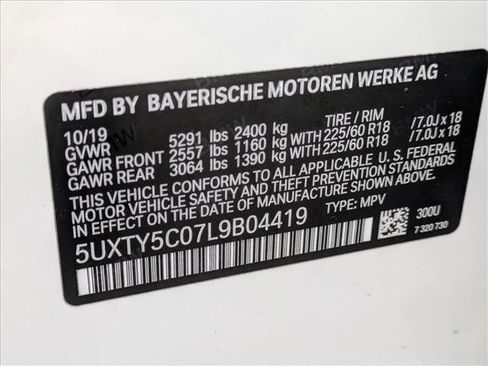 MFD BY BAYERISCHE MOTOREN WERKE AG
10/19 TIRE / RIM
GVWR 5291 lbs 2400 kg
GAWR FRONT 2557 lbs 1160 kg WITH 225/60 R18 /7.0J x 18
GAWR REAR 3064 lbs 1390 kg WITH 225/60 R18 /7.0J x 18
THIS VEHICLE CONFORMS TO ALL APPLICABLE U. S. FEDERAL
MOTOR VEHICLE SAFETY, BUMPER, AND THEFT PREVENTION
STANDARDS IN EFFECT ON THE DATE OF MANUFACTURE SHOWN ABOVE.
5UXTY5C07L9B04419 TYPE: MPV
300U
7 320 730